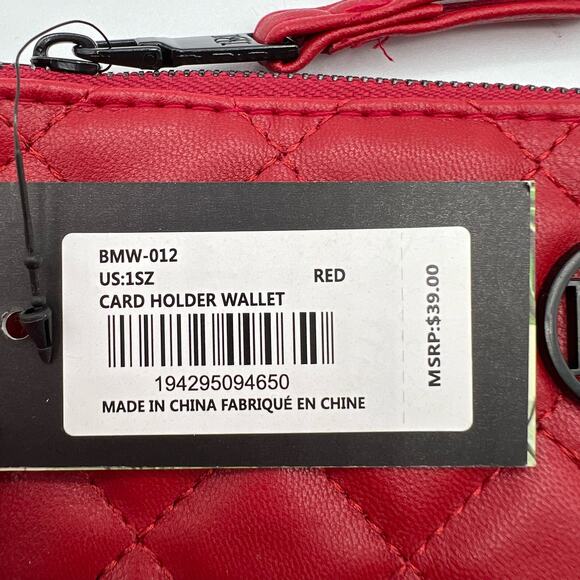 BMW-012
US:1SZ RED
CARD HOLDER WALLET
194295094650
MADE IN CHINA FABRIQUÉ EN CHINE
MSRP:$39.00